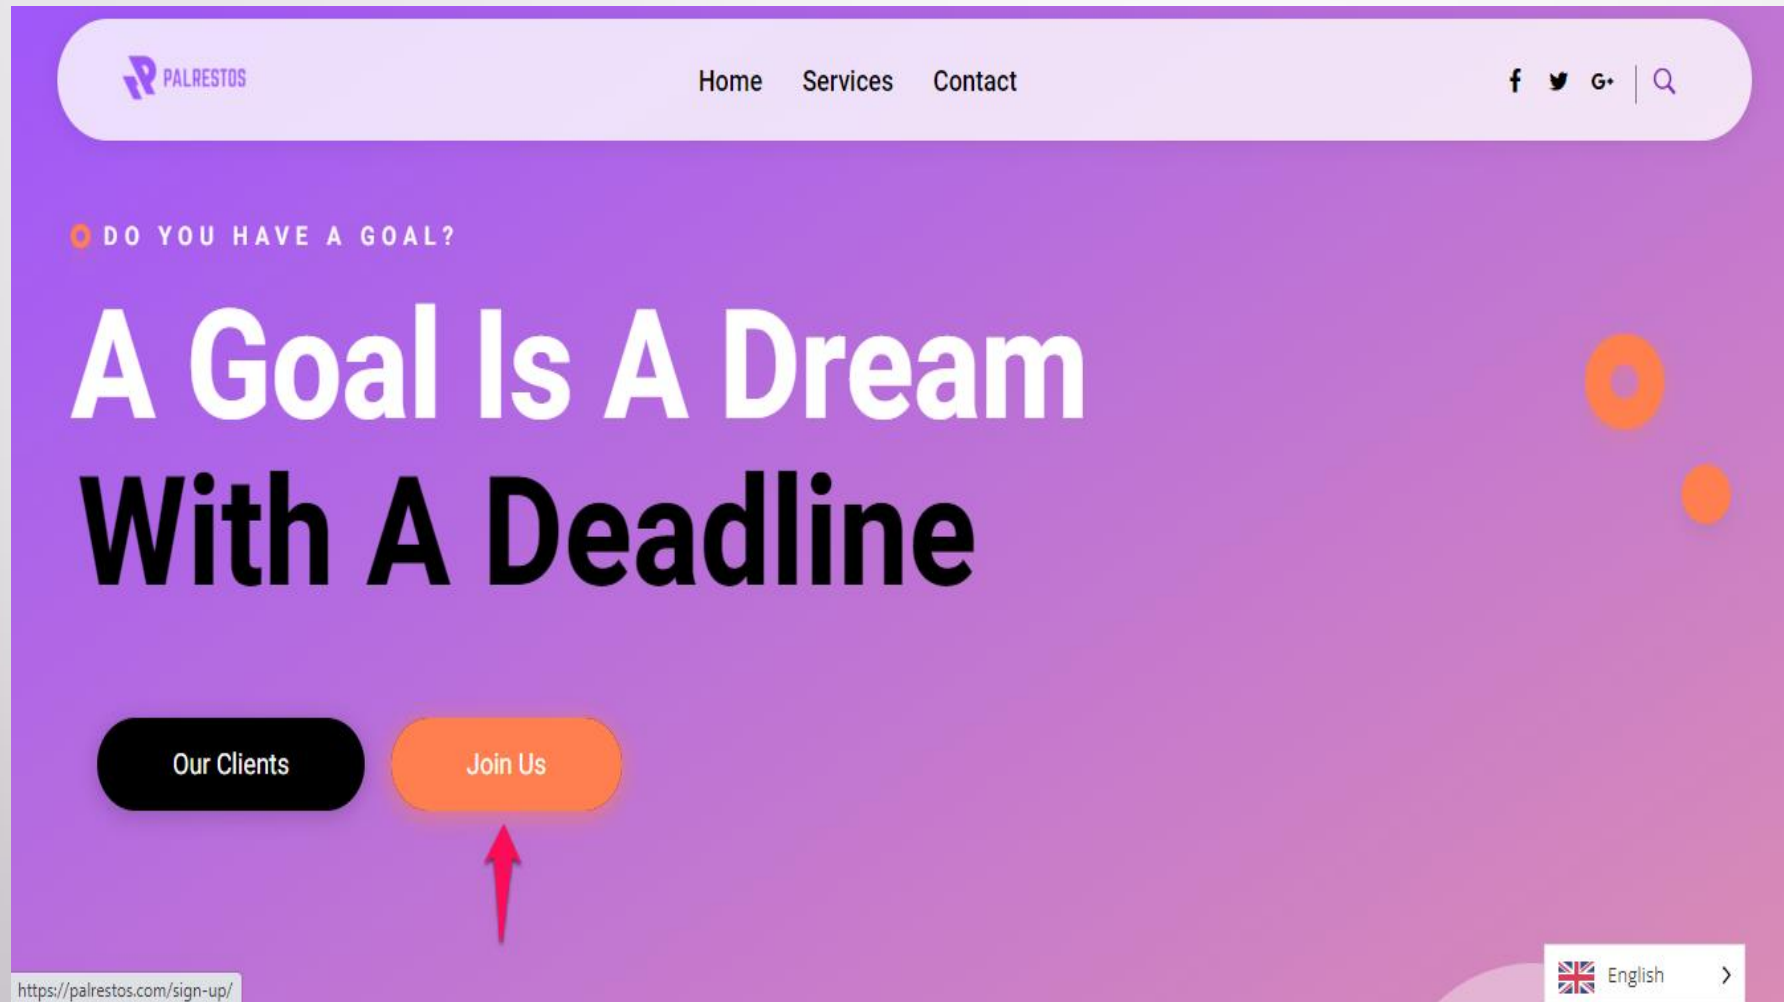 PALRESTOS
Home Services Contact
f G+
DO YOU HAVE A GOAL?
A Goal Is A Dream
With A Deadline
Our Clients Join Us
English
https://palrestos.com/sign-up/